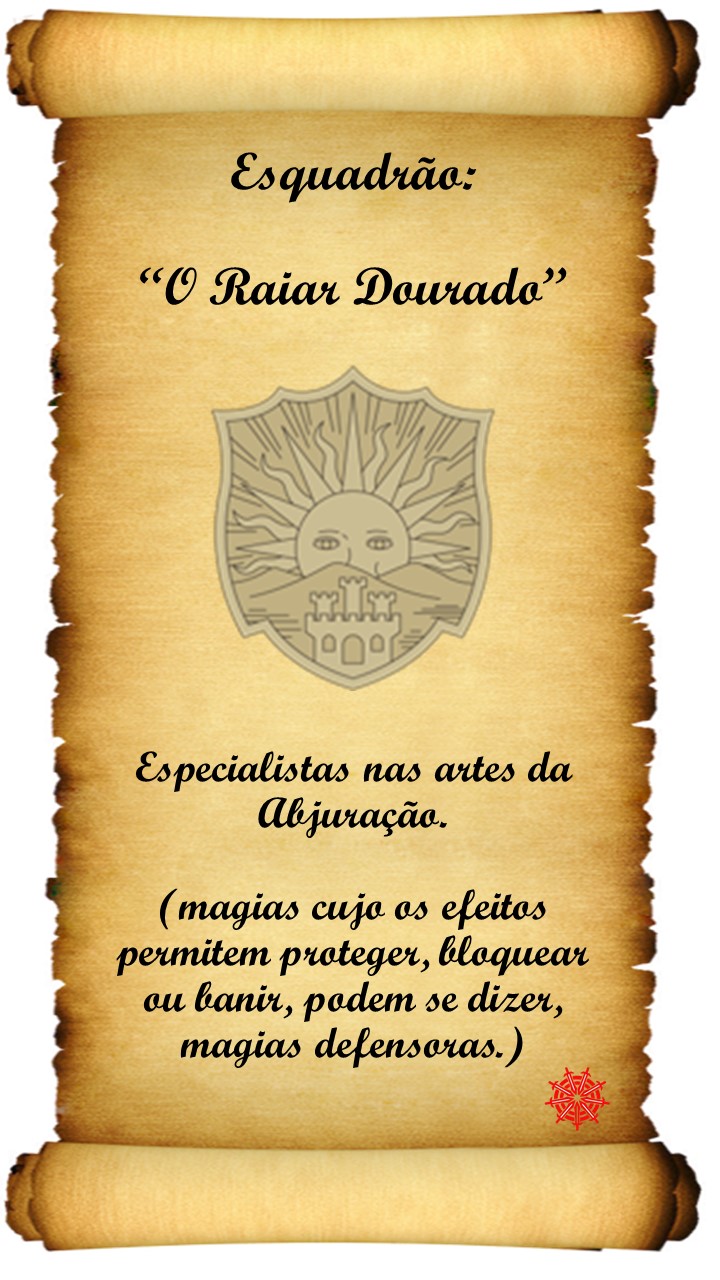 Esquadrão:
“O Raiar Dourado”
Especialistas nas artes da
Abjuração.
(magias cujo os efeitos
permitem proteger, bloquear
ou banir, podem se dizer,
magias defensoras.)